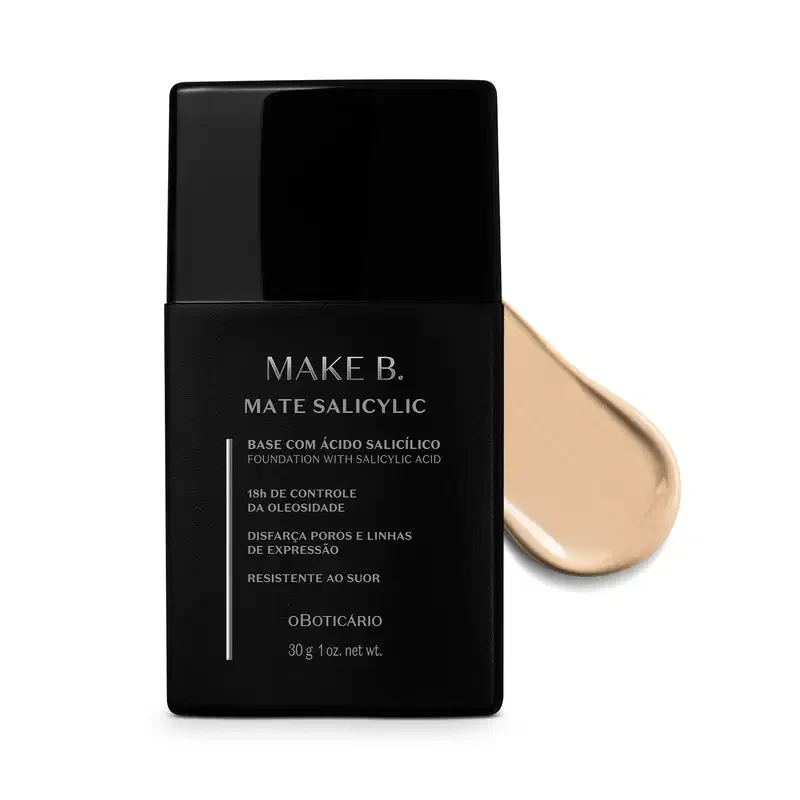 MAKE B.
MATE SALICYLIC
BASE COM ÁCIDO SALICÍLICO
FOUNDATION WITH SALICYLIC ACID
18h DE CONTROLE
DA OLEOSIDADE
DISFARÇA POROS E LINHAS
DE EXPRESSÃO
RESISTENTE AO SUOR
oBOTICÁRIO
30 g 1 oz. net wt.